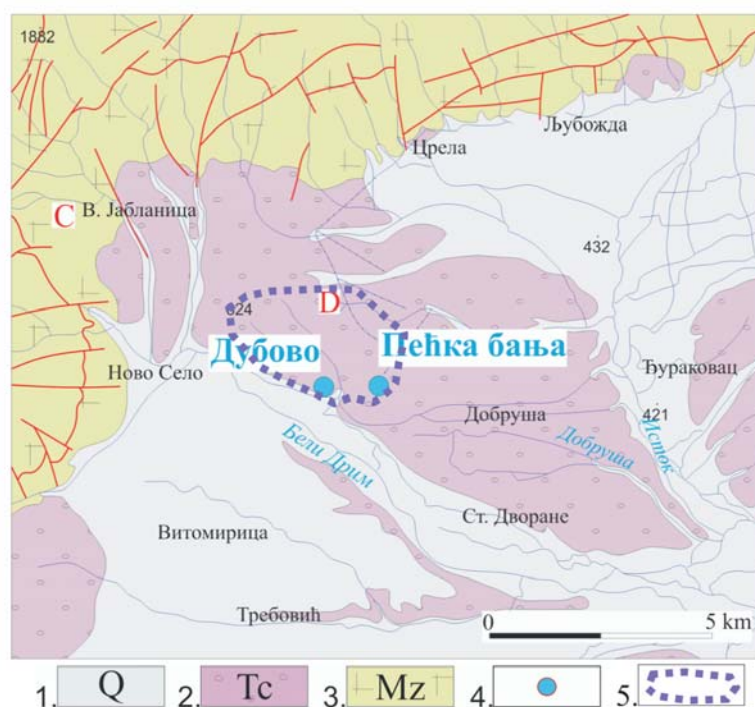 1882
Љубожда
Црела
C
В. Јабланица
432
624
D
Дубово
Пећка бања
Ново Село
Ђураковац
421
Добруша
Добруша
Исток
Бели Дрим
Ст. Дворане
Витомирица
Требовић
0 5 km
1. Q 2. Tc 3. Mz 4. 5.